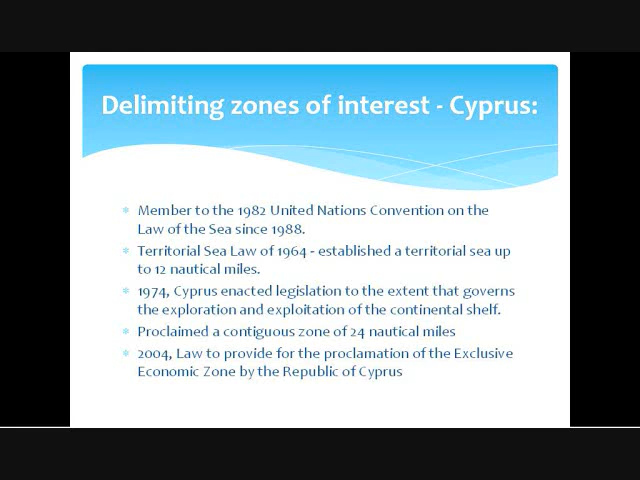 Delimiting zones of interest - Cyprus:
Member to the 1982 United Nations Convention on the
Law of the Sea since 1988.
Territorial Sea Law of 1964 - established a territorial sea up
to 12 nautical miles.
1974, Cyprus enacted legislation to the extent that governs
the exploration and exploitation of the continental shelf.
Proclaimed a contiguous zone of 24 nautical miles
2004, Law to provide for the proclamation of the Exclusive
Economic Zone by the Republic of Cyprus